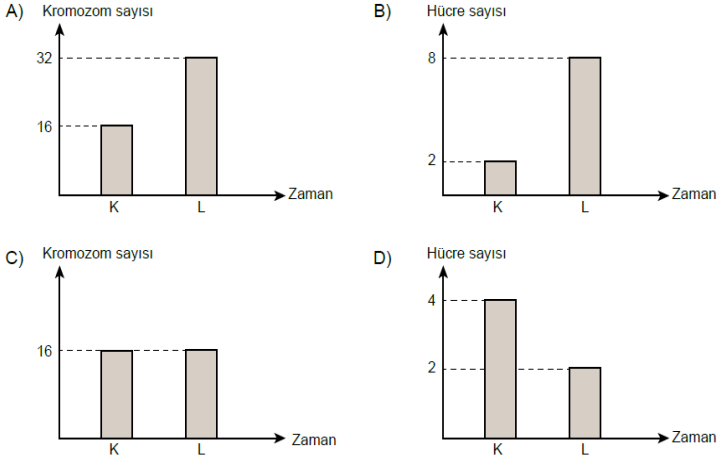 A) Kromozom sayısı
32
16
K L Zaman
B) Hücre sayısı
8
2
K L Zaman
C) Kromozom sayısı
16
K L Zaman
D) Hücre sayısı
4
2
K L Zaman